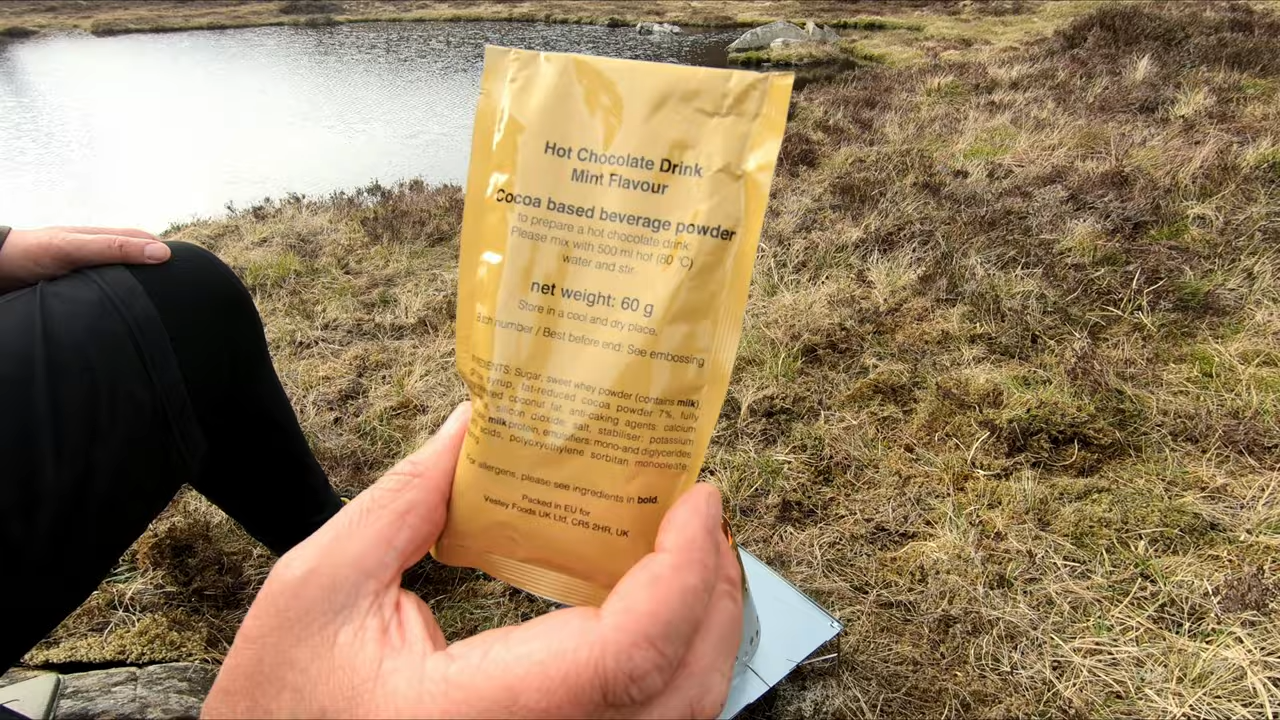 Hot Chocolate Drink
Mint Flavour
Cocoa based beverage powder
to prepare a hot chocolate drink:
Please mix with 500 ml hot (80 °C)
water and stir.
net weight: 60 g
Store in a cool and dry place.
Batch number / Best before end: See embossing
INGREDIENTS: Sugar, sweet whey powder (contains milk),
syrup, fat-reduced cocoa powder 7%, fully
coconut fat, anti-caking agents: calcium
silicon dioxide; salt, stabiliser: potassium
milk protein, emulsifiers: mono-and diglycerides
acids, polyoxyethylene sorbitan monooleate;
For allergens, please see ingredients in bold.
Packed in EU for
Vestey Foods UK Ltd, CR5 2HR, UK